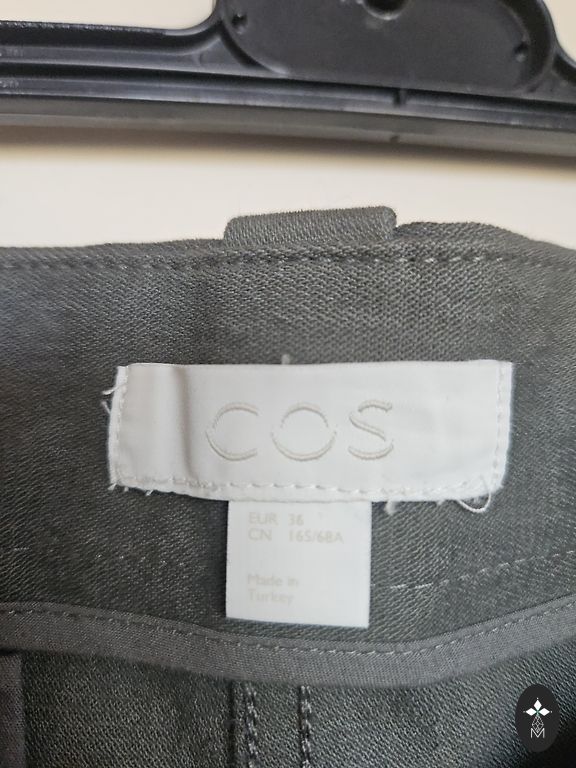 COS
EUR 36
CN 165/68A
Made in
Turkey
M